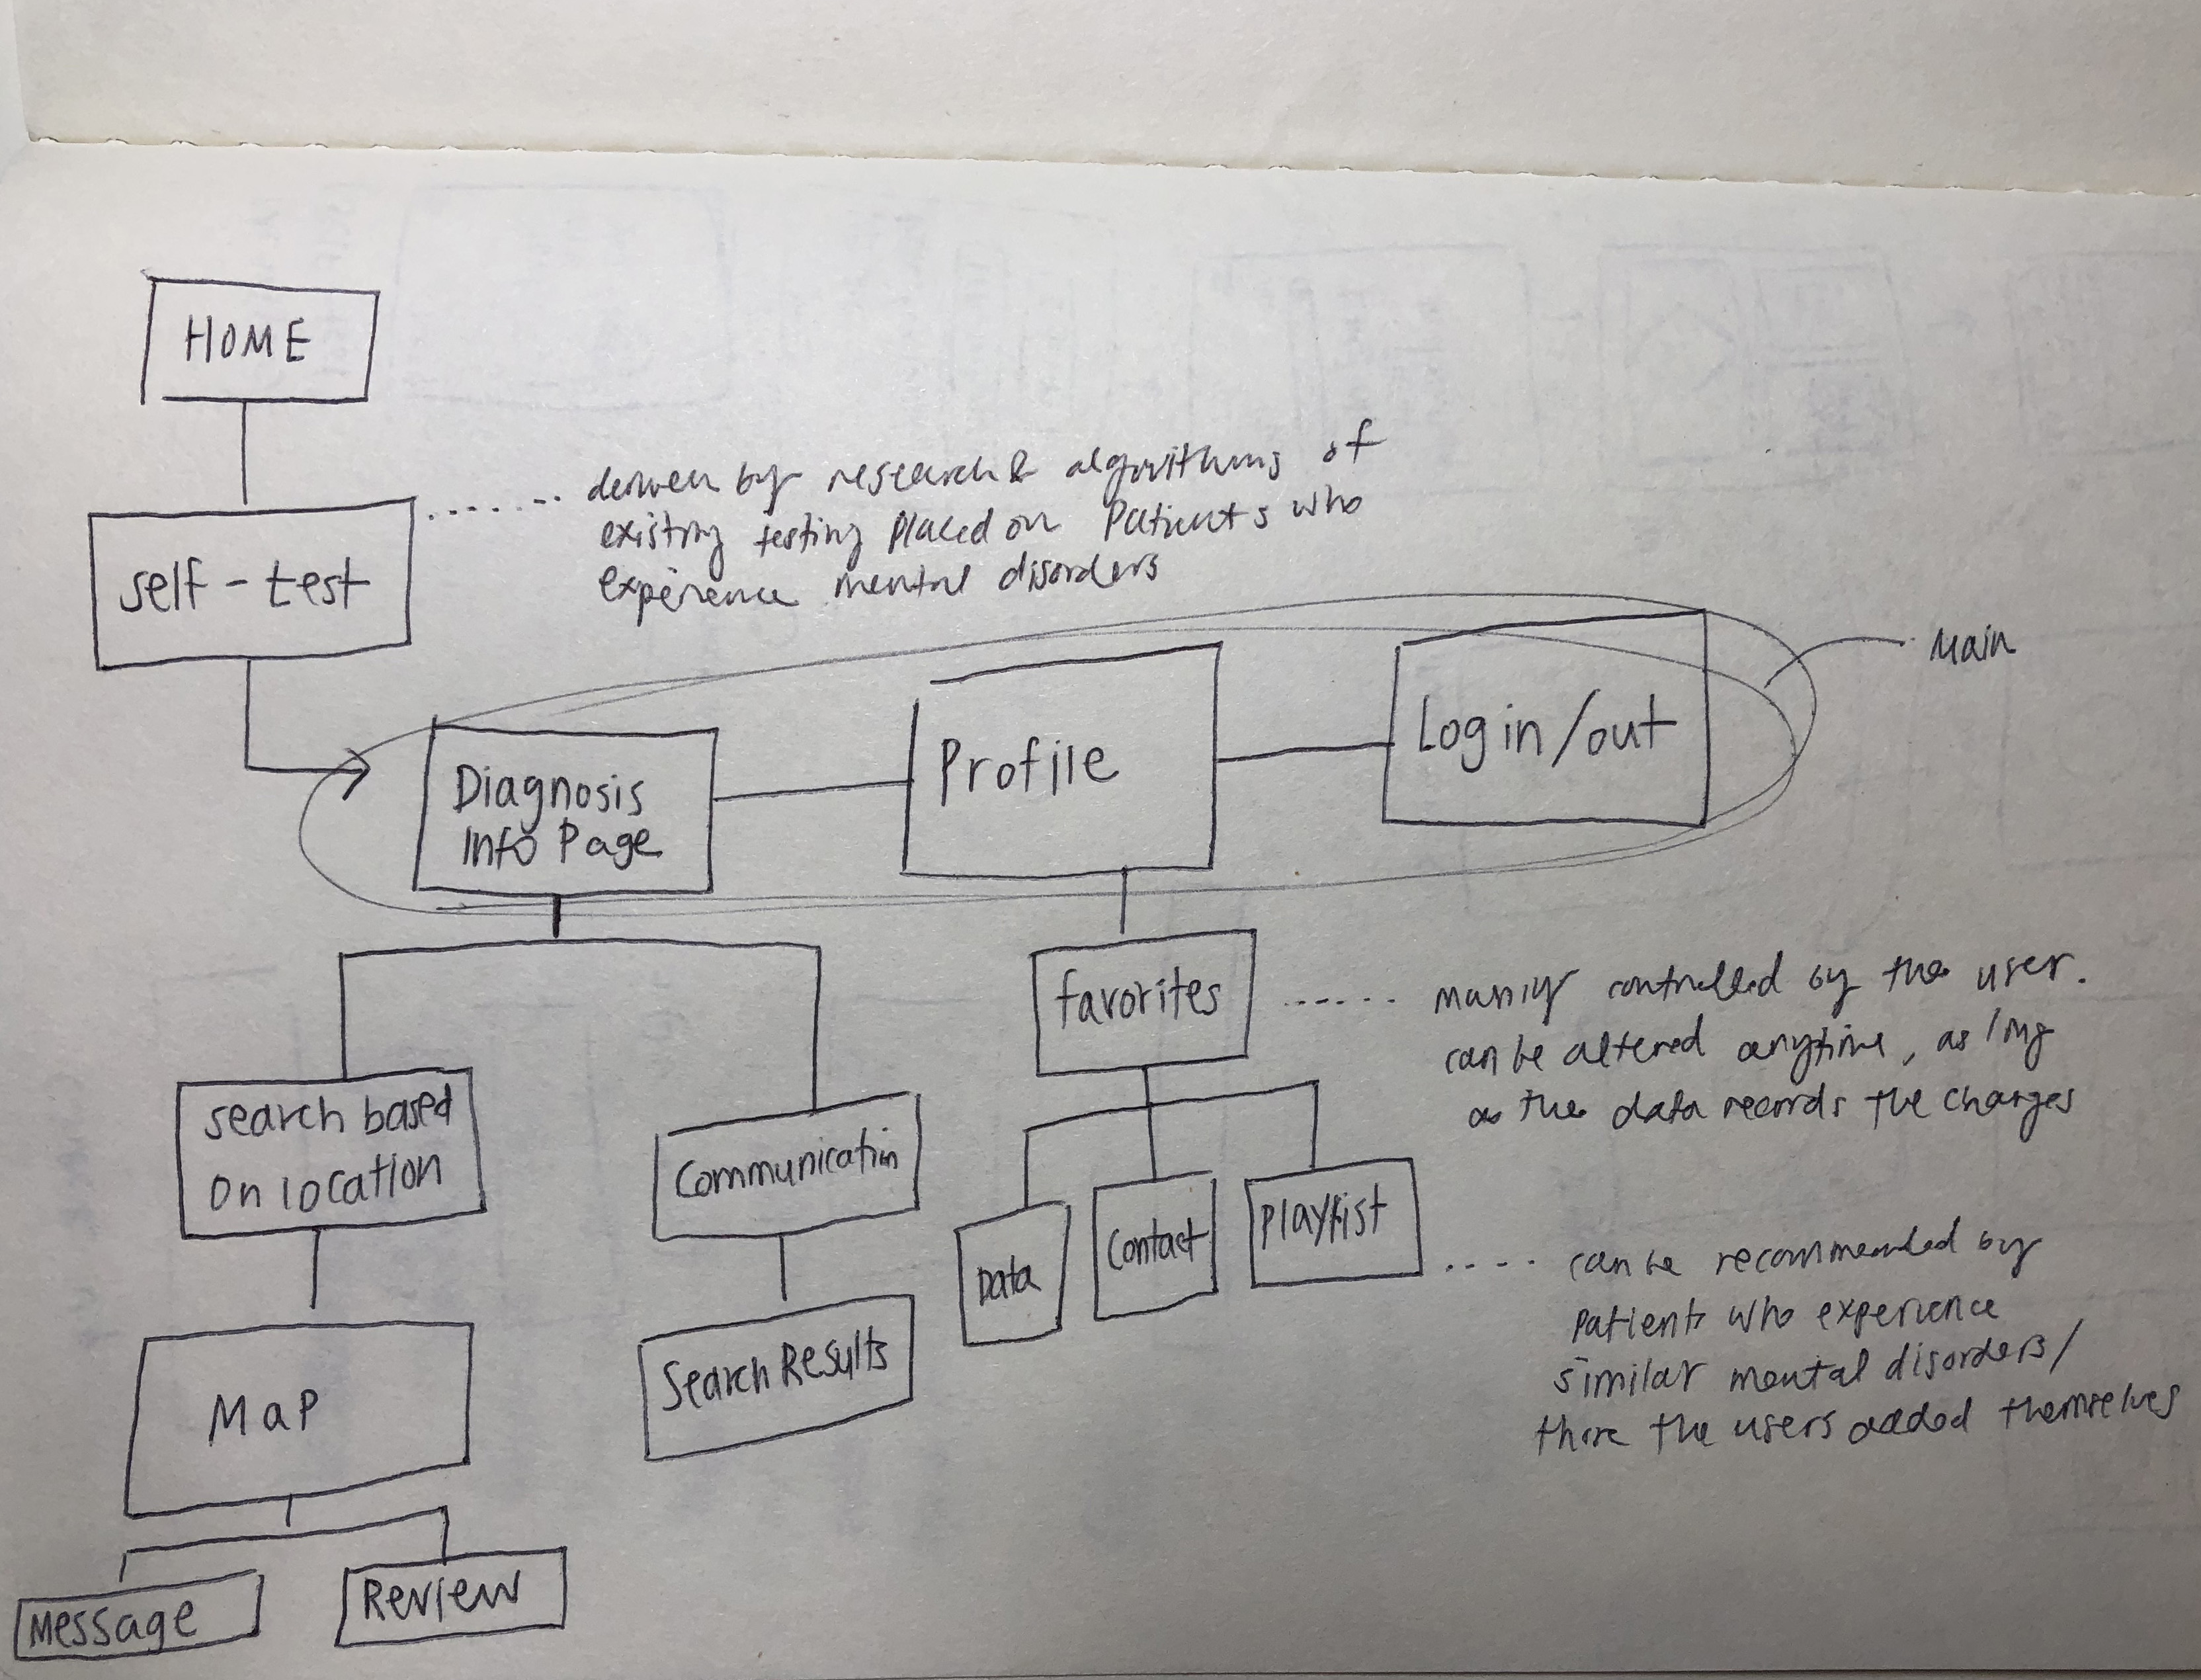 HOME
self-test
derived by research & algorithms of
existing testing placed on patients who
experience mental disorders
Main
Diagnosis
Info Page
Profile
Log in/out
favorites
mainly controlled by the user.
can be altered anytime, as long
as the data records the changes
search based
on location
Communication
Data
Contact
Playlist
can be recommended by
patients who experience
similar mental disorders/
those the users added themselves
Map
Search Results
Message
Review